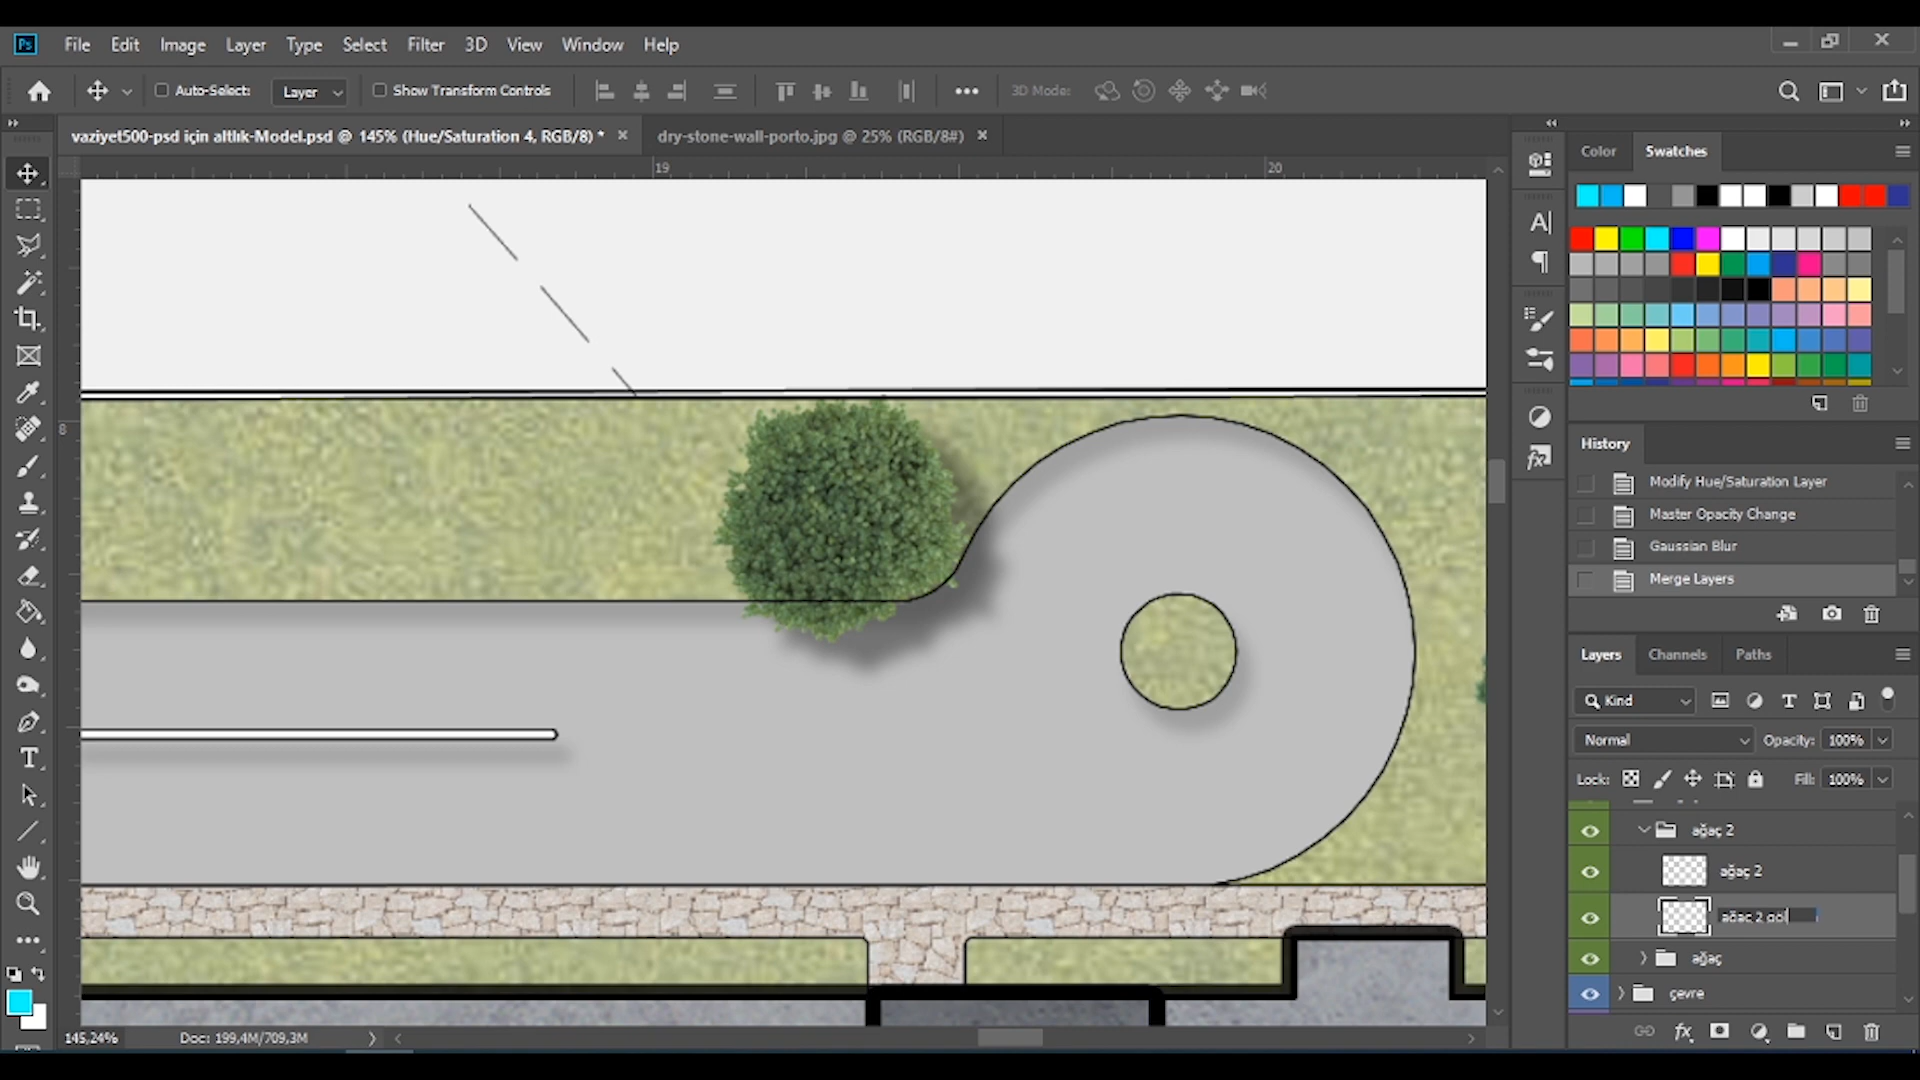 Ps File Edit Image Layer Type Select Filter 3D View Window Help
Auto-Select: Layer Show Transform Controls 3D Mode:
vaziyet500-psd için altlık-Model.psd @ 145% (Hue/Saturation 4, RGB/8) * dry-stone-wall-porto.jpg @ 25% (RGB/8#)
19 20
8
Color Swatches
History
Modify Hue/Saturation Layer
Master Opacity Change
Gaussian Blur
Merge Layers
Layers Channels Paths
Kind
Normal Opacity: 100%
Lock: Fill: 100%
ağaç 2
ağaç 2
ağaç 2 göl
ağaç
çevre
145,24% Doc: 199,4M/709,3M